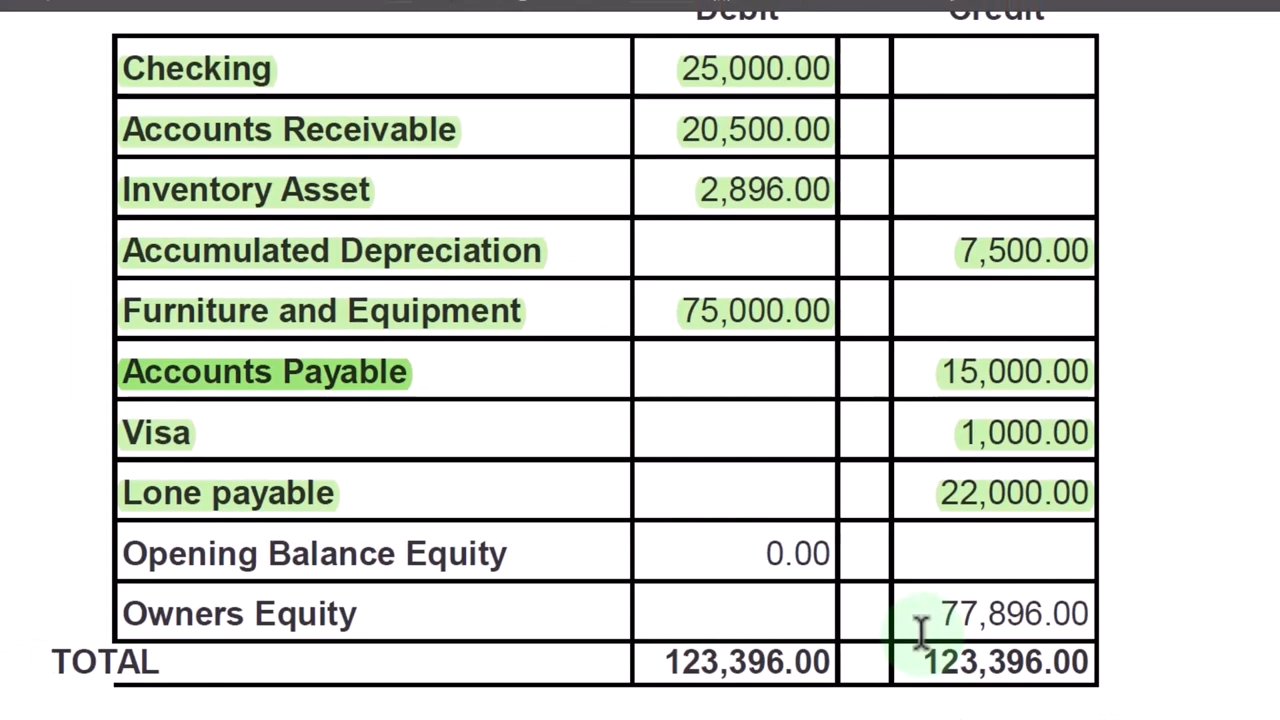 Debit Credit
Checking 25,000.00
Accounts Receivable 20,500.00
Inventory Asset 2,896.00
Accumulated Depreciation 7,500.00
Furniture and Equipment 75,000.00
Accounts Payable 15,000.00
Visa 1,000.00
Lone payable 22,000.00
Opening Balance Equity 0.00
Owners Equity 77,896.00
TOTAL 123,396.00 123,396.00